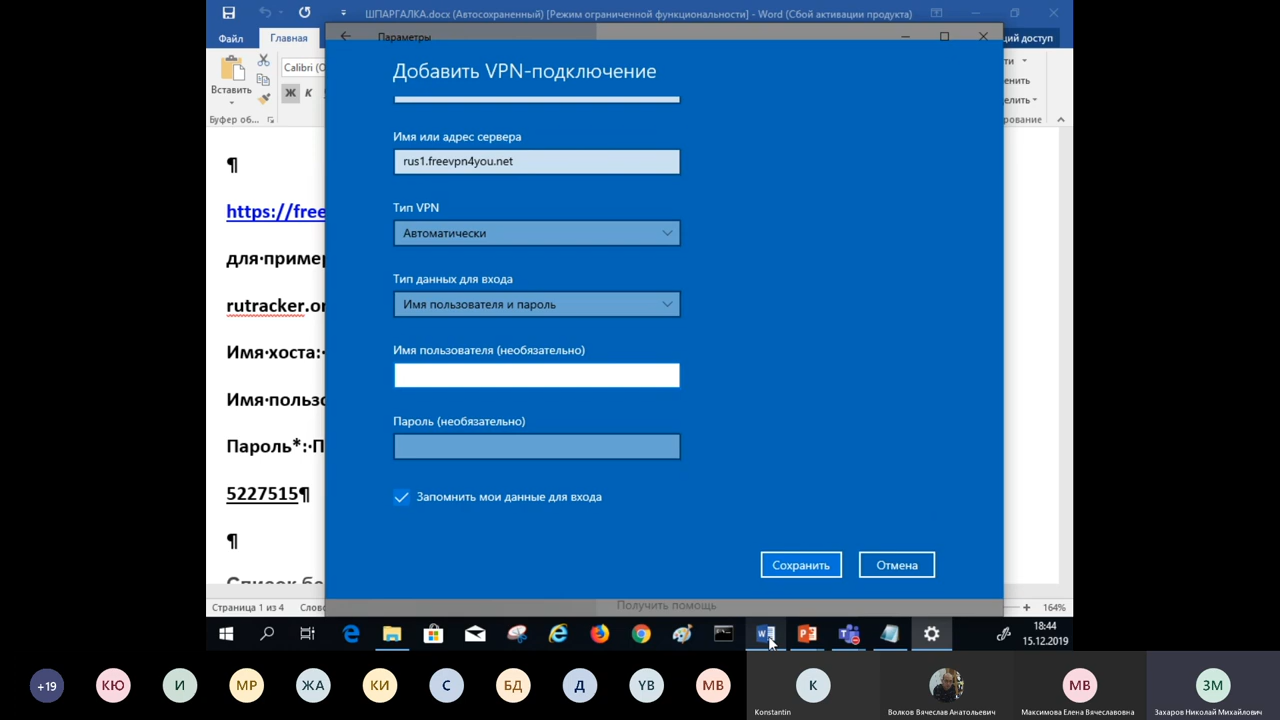 ШПАРГАЛКА.docx (Автосохраненный) [Режим ограниченной функциональности] - Word (Сбой активации продукта)
Файл
Главная
ий доступ
Параметры
Calibri (О
Вставить
Ж К
Буфер об...
ти
енить
елить
рование
Добавить VPN-подключение
Имя или адрес сервера
rus1.freevpn4you.net
Тип VPN
Автоматически
Тип данных для входа
Имя пользователя и пароль
Имя пользователя (необязательно)
Пароль (необязательно)
Запомнить мои данные для входа
Сохранить
Отмена
Получить помощь
¶
https://free
для·пример
rutracker.or
Имя·хоста:·
Имя·пользо
Пароль*:·П
5227515¶
¶
Страница 1 из 4
Слово
164%
18:44
15.12.2019
+19
КЮ
И
МР
ЖА
КИ
С
БД
Д
YB
МВ
К
МВ
ЗМ
Konstantin
Волков Вячеслав Анатольевич
Максимова Елена Вячеславовна
Захаров Николай Михайлович